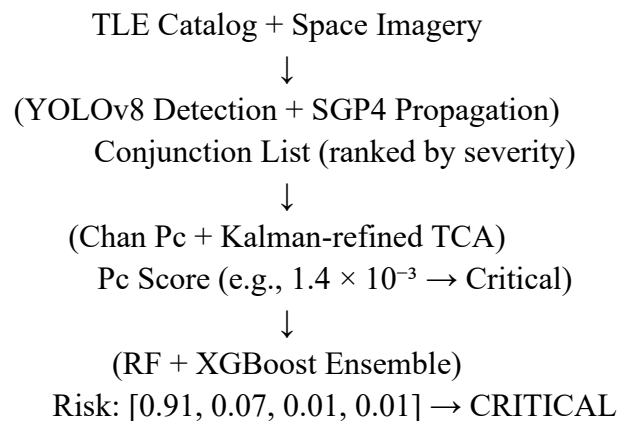 TLE Catalog + Space Imagery
↓
(YOLOv8 Detection + SGP4 Propagation)
Conjunction List (ranked by severity)
↓
(Chan Pc + Kalman-refined TCA)
Pc Score (e.g., 1.4 × 10⁻³ → Critical)
↓
(RF + XGBoost Ensemble)
Risk: [0.91, 0.07, 0.01, 0.01] → CRITICAL